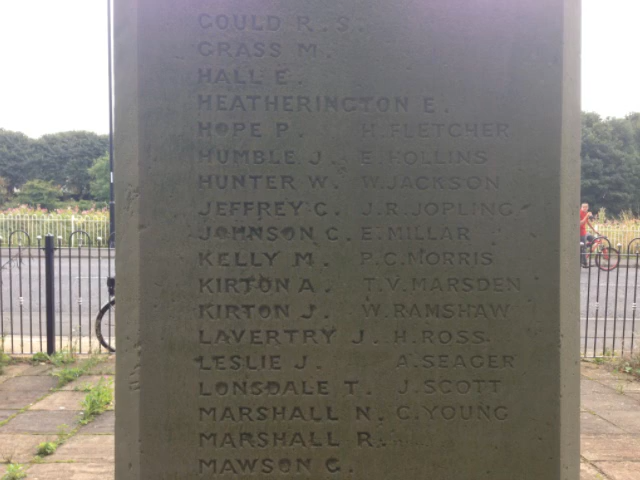 GOULD R. S.
GRASS M.
HALL E.
HEATHERINGTON E.
HOPE P. H. FLETCHER
HUMBLE J. E. HOLLINS
HUNTER W. W. JACKSON
JEFFREY C. J. R. JOPLING
JOHNSON C. E. MILLAR
KELLY M. P. C. MORRIS
KIRTON A. T. V. MARSDEN
KIRTON J. W. RAMSHAW
LAVERTRY J. H. ROSS.
LESLIE J. A. SEAGER
LONSDALE T. J. SCOTT
MARSHALL N. C. YOUNG
MARSHALL R.
MAWSON G.